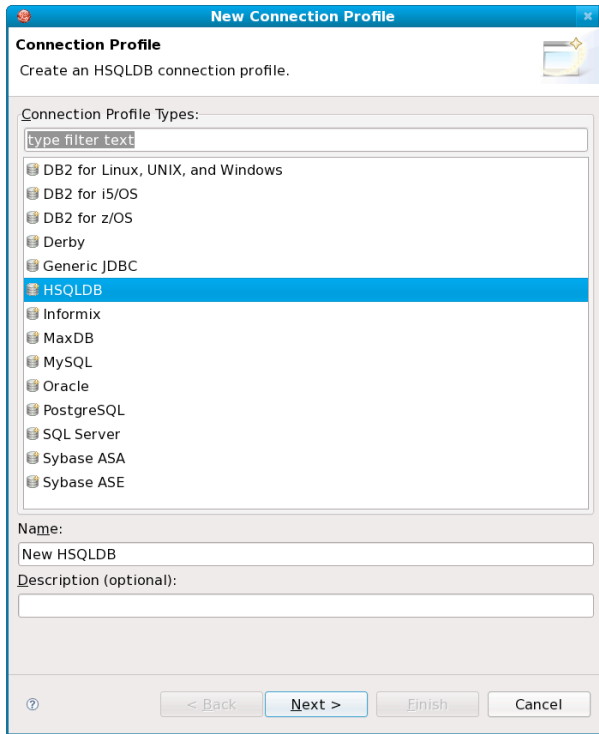 New Connection Profile
Connection Profile
Create an HSQLDB connection profile.
Connection Profile Types:
type filter text
DB2 for Linux, UNIX, and Windows
DB2 for i5/OS
DB2 for z/OS
Derby
Generic JDBC
HSQLDB
Informix
MaxDB
MySQL
Oracle
PostgreSQL
SQL Server
Sybase ASA
Sybase ASE
Name:
New HSQLDB
Description (optional):
? < Back Next > Finish Cancel